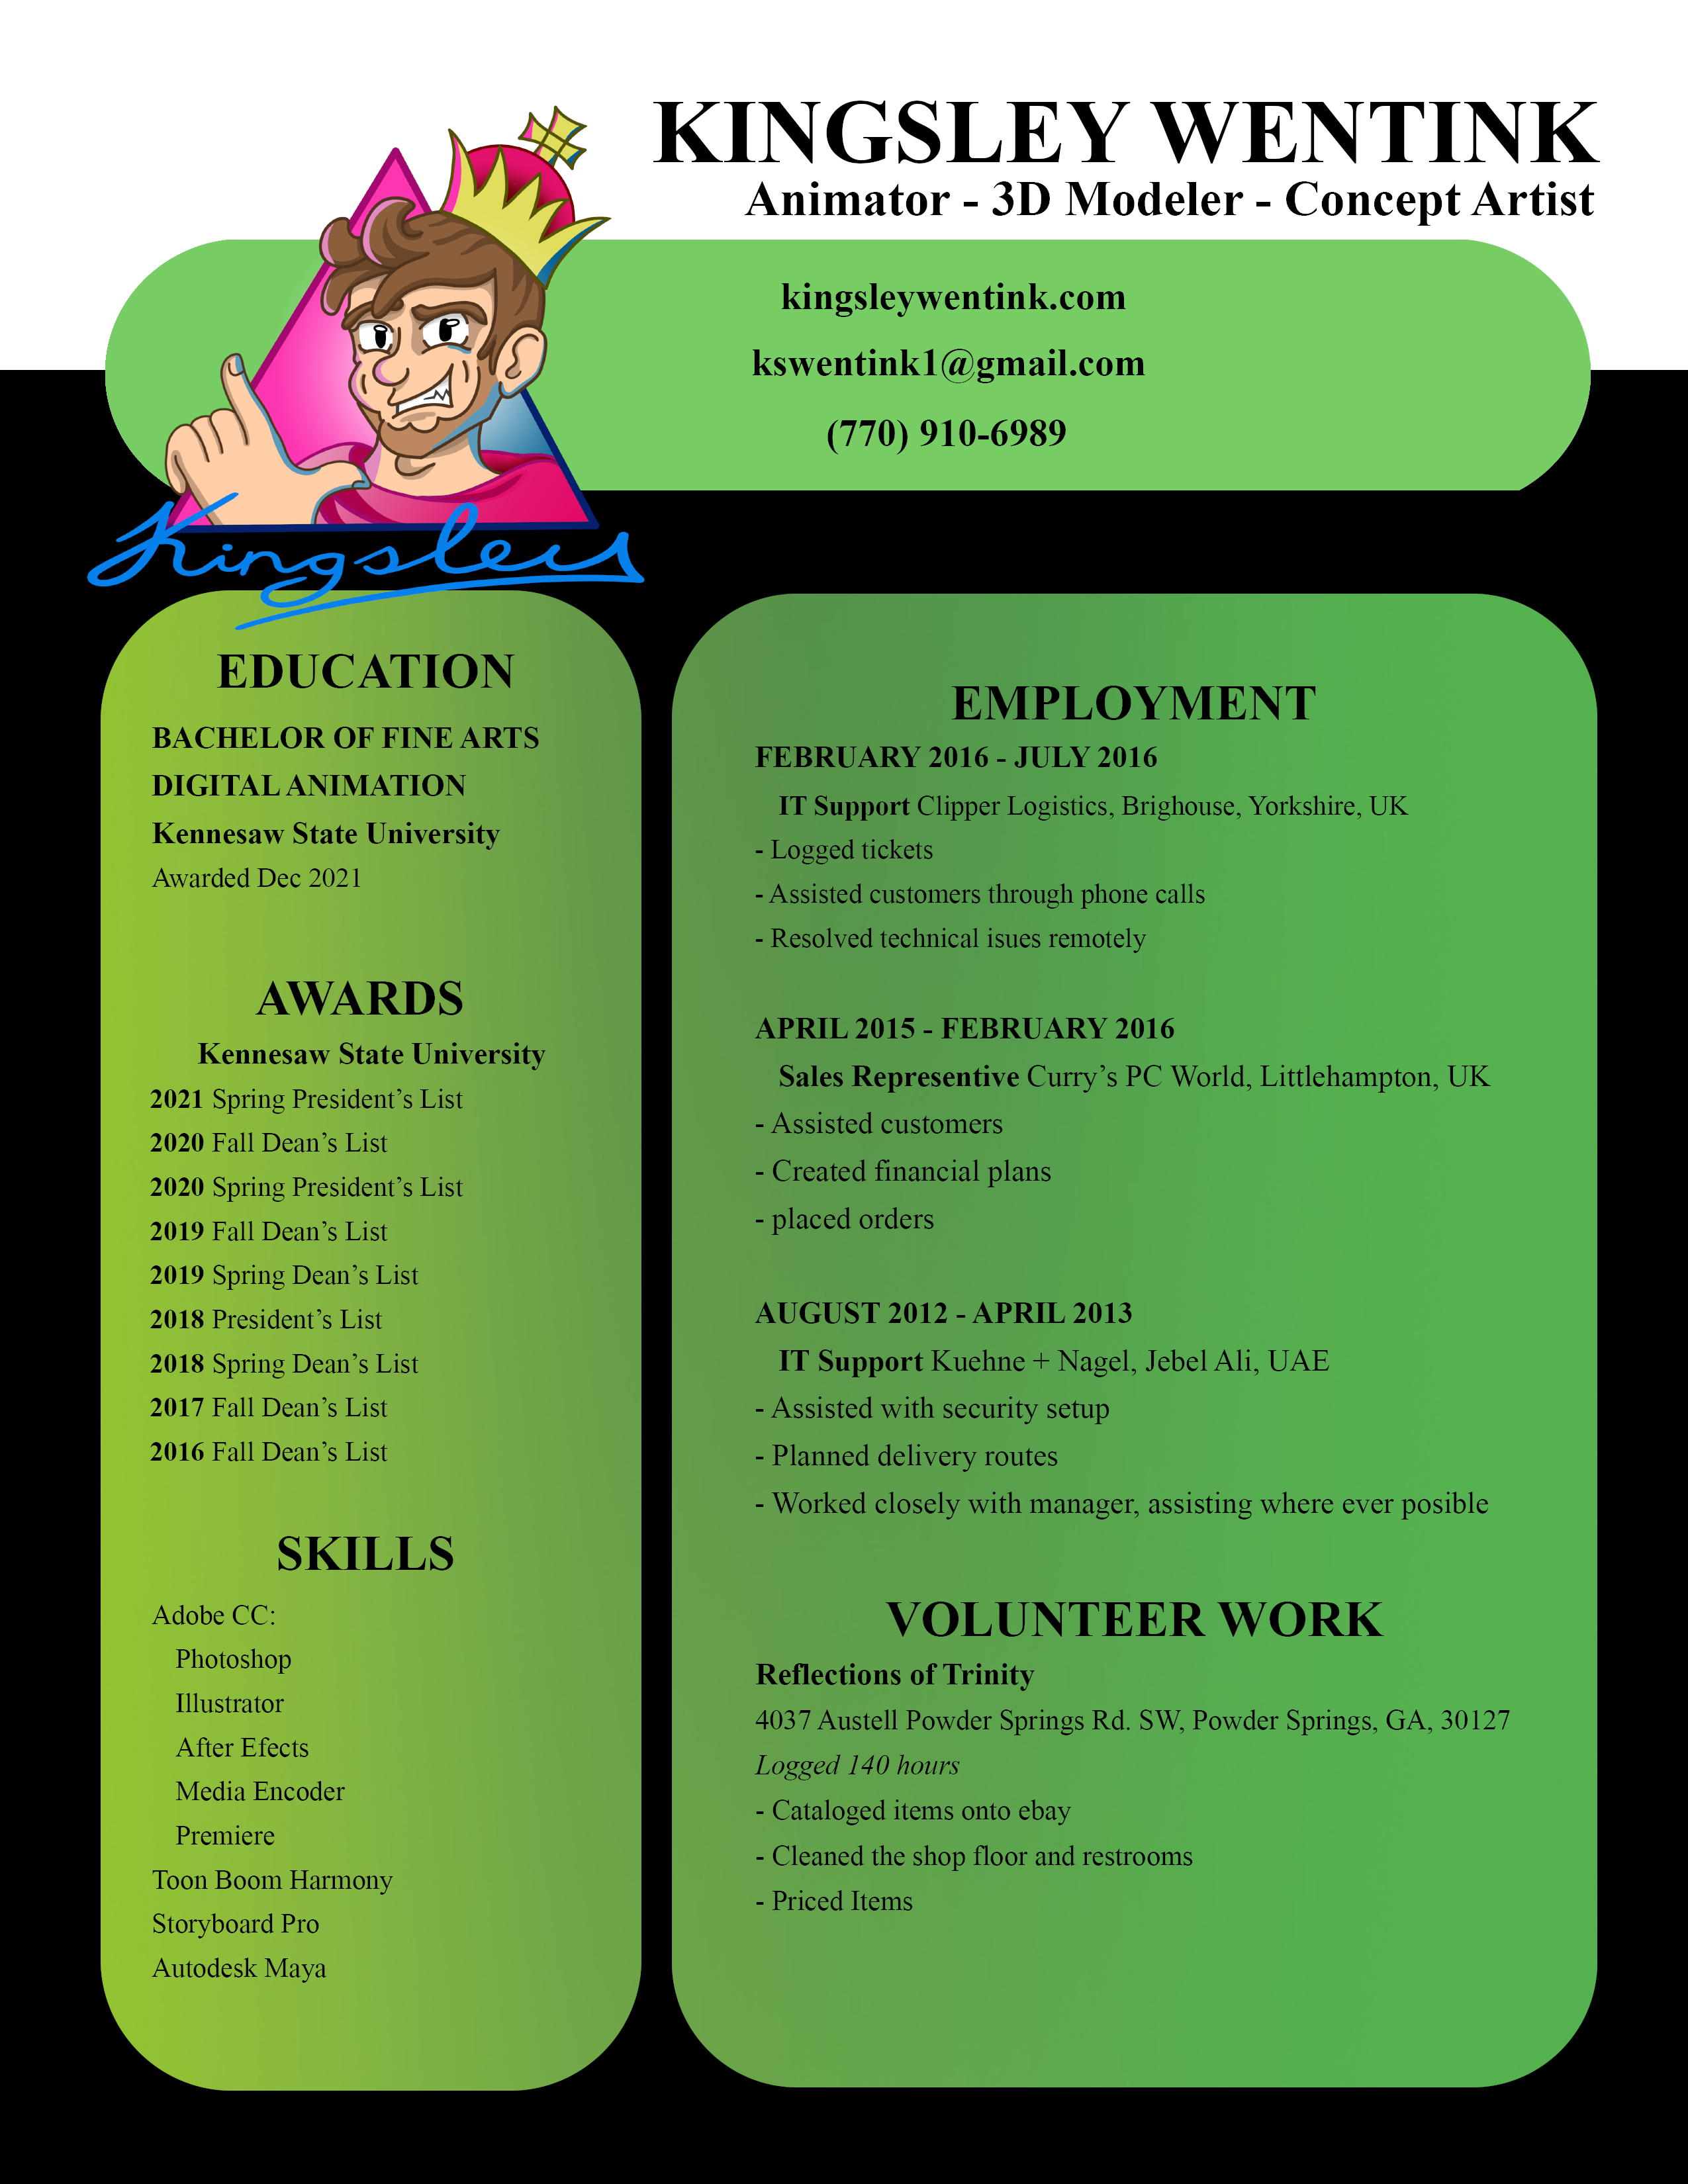 KINGSLEY WENTINK
Animator - 3D Modeler - Concept Artist
kingsleywentink.com
kswentink1@gmail.com
(770) 910-6989
Kingsley
EDUCATION
BACHELOR OF FINE ARTS
DIGITAL ANIMATION
Kennesaw State University
Awarded Dec 2021
AWARDS
Kennesaw State University
2021 Spring President’s List
2020 Fall Dean’s List
2020 Spring President’s List
2019 Fall Dean’s List
2019 Spring Dean’s List
2018 President’s List
2018 Spring Dean’s List
2017 Fall Dean’s List
2016 Fall Dean’s List
SKILLS
Adobe CC:
Photoshop
Illustrator
After Efects
Media Encoder
Premiere
Toon Boom Harmony
Storyboard Pro
Autodesk Maya
EMPLOYMENT
FEBRUARY 2016 - JULY 2016
IT Support Clipper Logistics, Brighouse, Yorkshire, UK
- Logged tickets
- Assisted customers through phone calls
- Resolved technical isues remotely
APRIL 2015 - FEBRUARY 2016
Sales Representive Curry’s PC World, Littlehampton, UK
- Assisted customers
- Created financial plans
- placed orders
AUGUST 2012 - APRIL 2013
IT Support Kuehne + Nagel, Jebel Ali, UAE
- Assisted with security setup
- Planned delivery routes
- Worked closely with manager, assisting where ever posible
VOLUNTEER WORK
Reflections of Trinity
4037 Austell Powder Springs Rd. SW, Powder Springs, GA, 30127
Logged 140 hours
- Cataloged items onto ebay
- Cleaned the shop floor and restrooms
- Priced Items